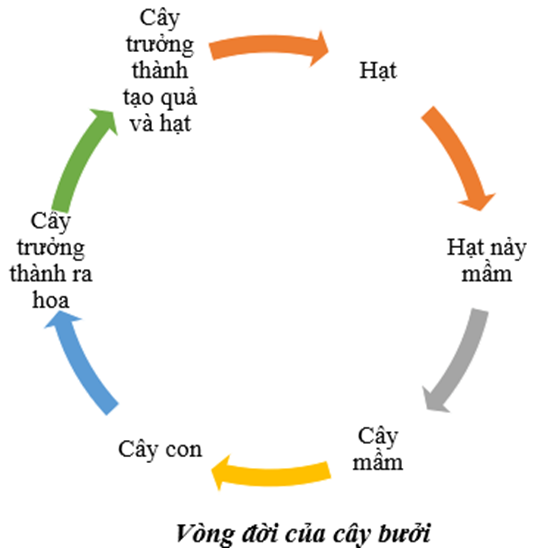 Cây
trưởng
thành
tạo quả
và hạt
Hạt
Hạt nảy
mầm
Cây
mầm
Cây con
Cây
trưởng
thành ra
hoa
Vòng đời của cây bưởi